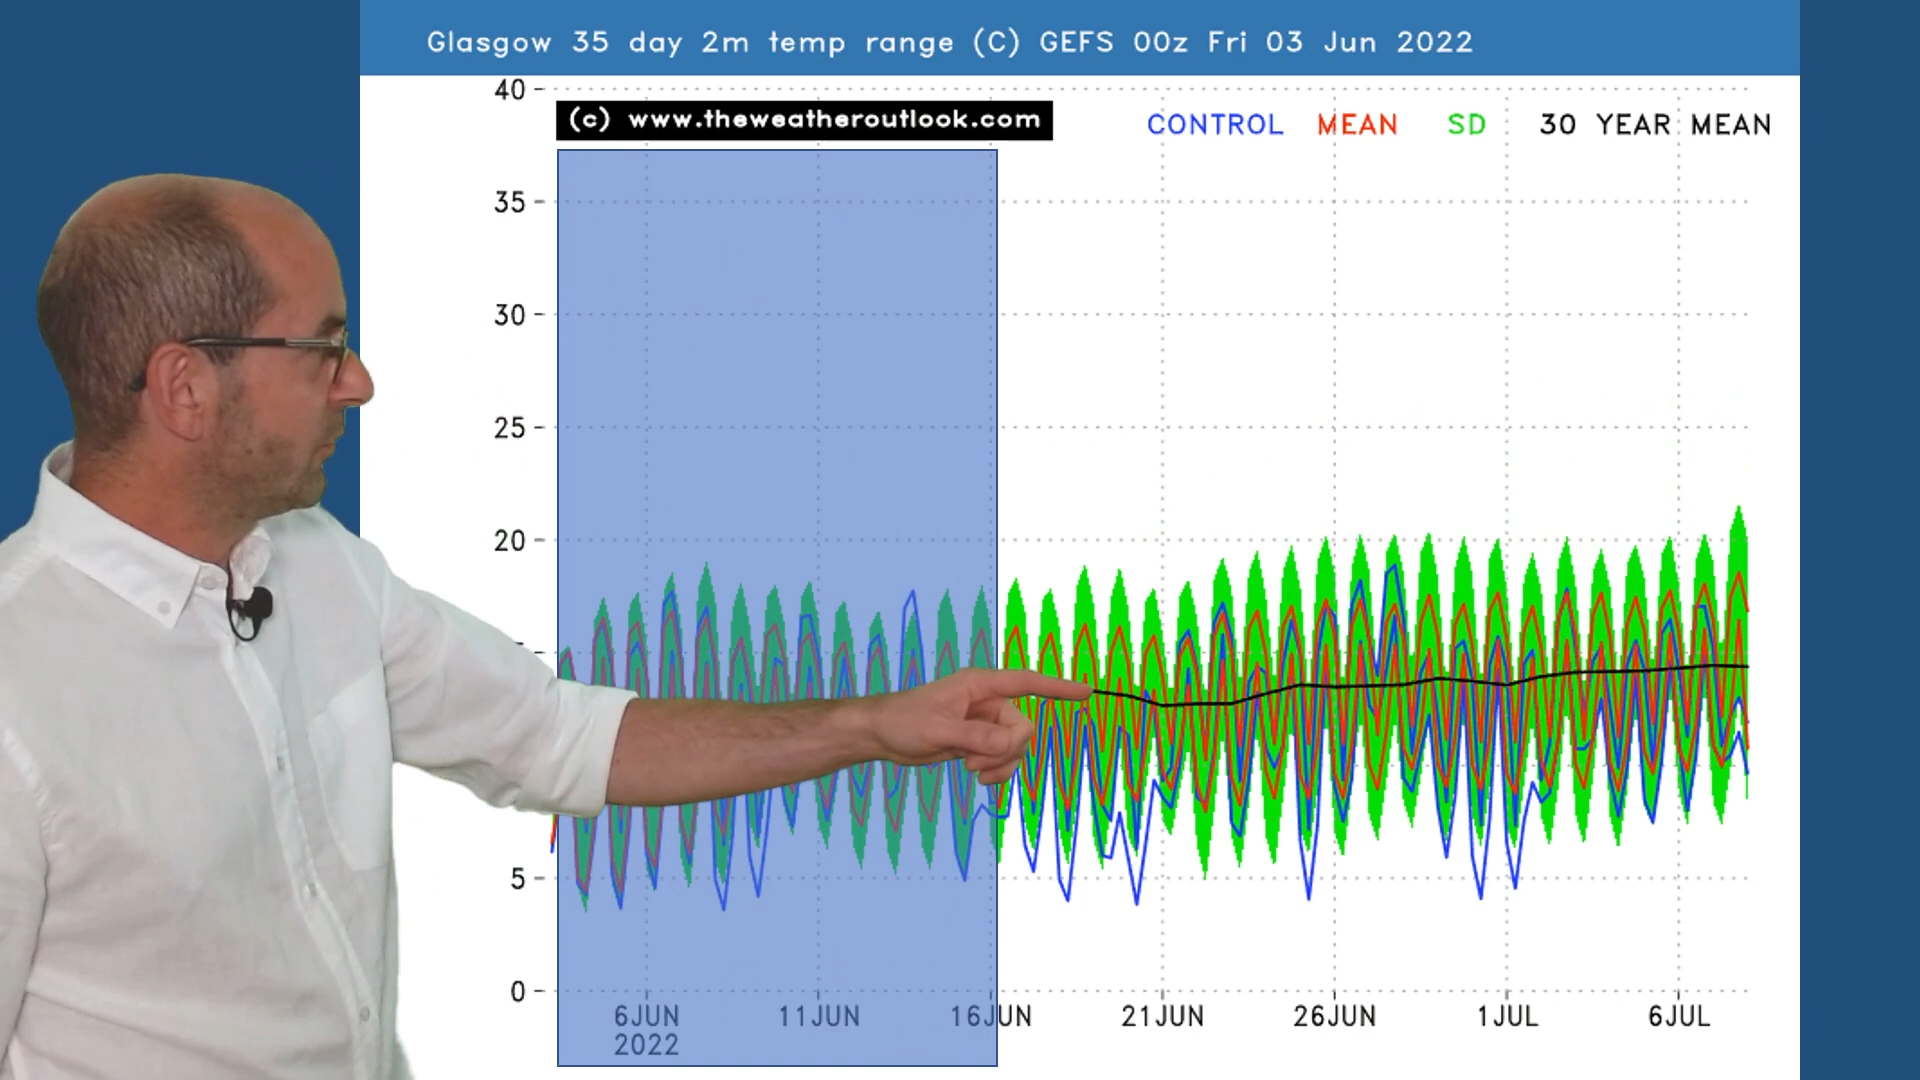 Glasgow 35 day 2m temp range (C) GEFS 00z Fri 03 Jun 2022
40
(c) www.theweatheroutlook.com
CONTROL MEAN SD 30 YEAR MEAN
35
30
25
20
5
0
6JUN 11JUN 16JUN 21JUN 26JUN 1JUL 6JUL
2022